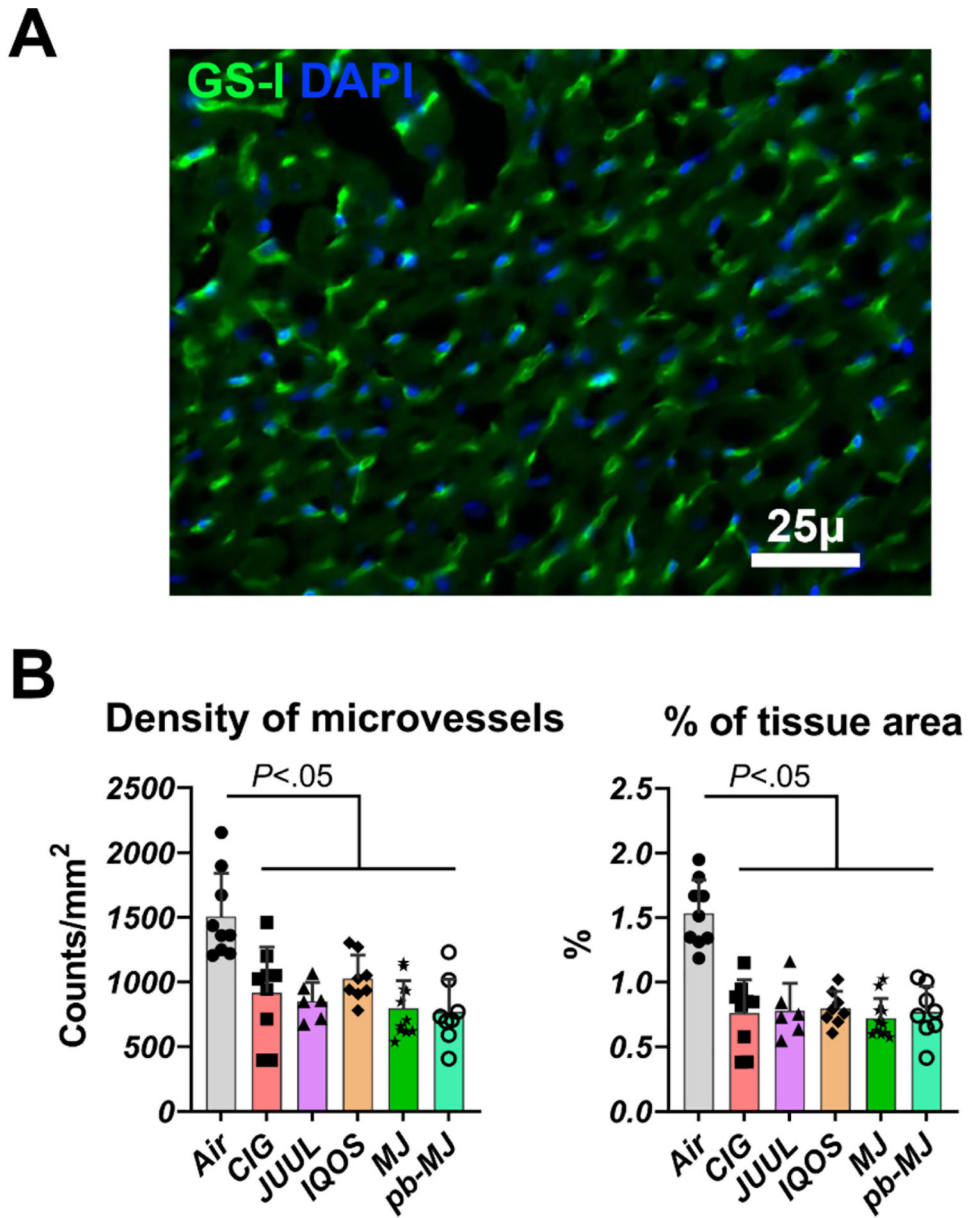 A
GS-I DAPI
25μ
B
Density of microvessels
% of tissue area
P<.05
P<.05
Counts/mm²
2500
2000
1500
1000
500
0
Air
CIG
JUUL
IQOS
MJ
pb-MJ
%
2.5
2.0
1.5
1.0
0.5
0.0
Air
CIG
JUUL
IQOS
MJ
pb-MJ